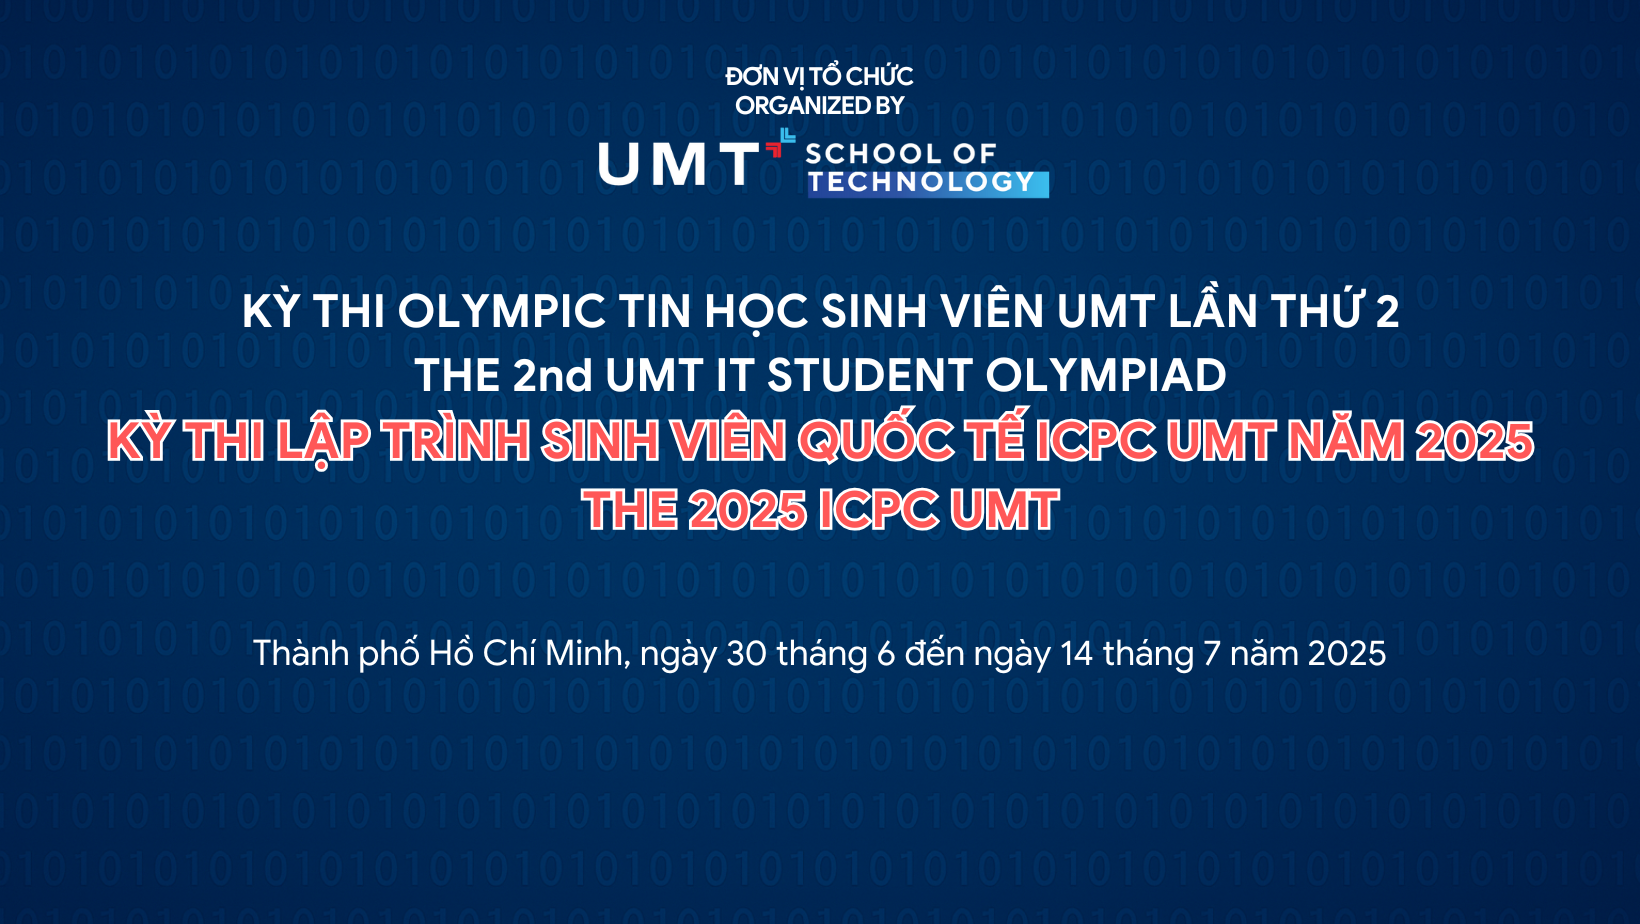 ĐƠN VỊ TỔ CHỨC
ORGANIZED BY
UMT SCHOOL OF
TECHNOLOGY
KỲ THI OLYMPIC TIN HỌC SINH VIÊN UMT LẦN THỨ 2
THE 2nd UMT IT STUDENT OLYMPIAD
KỲ THI LẬP TRÌNH SINH VIÊN QUỐC TẾ ICPC UMT NĂM 2025
THE 2025 ICPC UMT
Thành phố Hồ Chí Minh, ngày 30 tháng 6 đến ngày 14 tháng 7 năm 2025